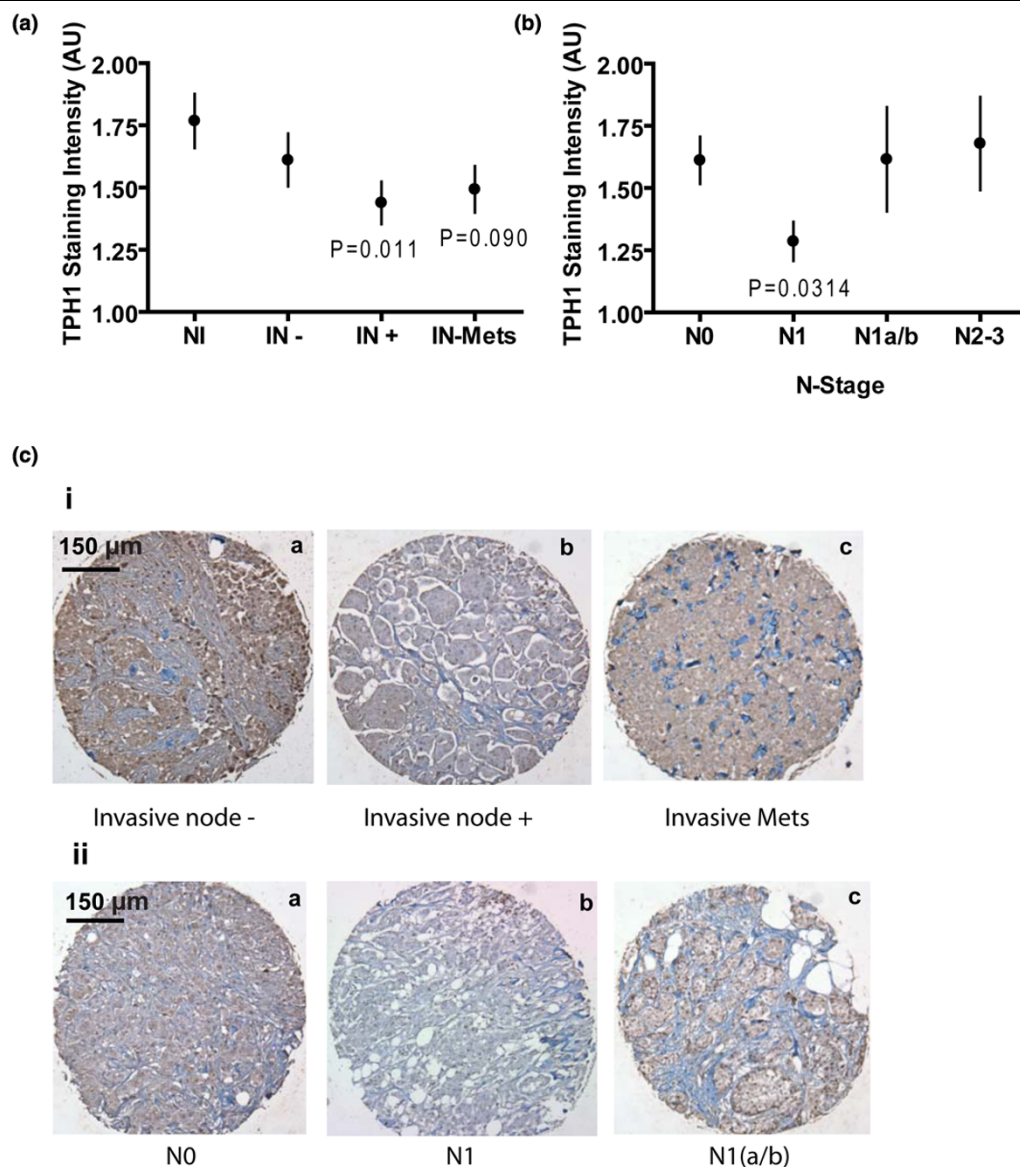 (a)
TPH1 Staining Intensity (AU)
2.00
1.75
1.50
1.25
1.00
P=0.011
P=0.090
NI
IN -
IN +
IN-Mets
(b)
TPH1 Staining Intensity (AU)
2.00
1.75
1.50
1.25
1.00
P=0.0314
N0
N1
N1a/b
N2-3
N-Stage
(c)
i
150 µm
a
b
c
Invasive node -
Invasive node +
Invasive Mets
ii
150 µm
a
b
c
N0
N1
N1(a/b)